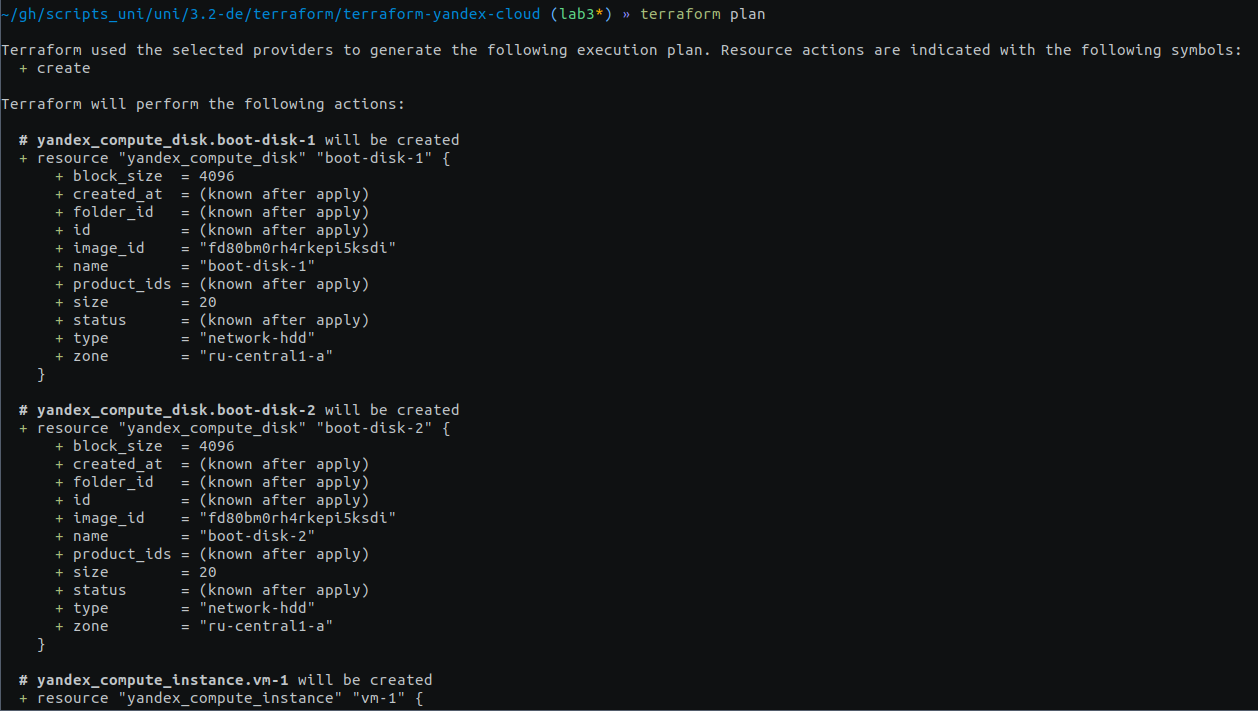 ~/gh/scripts_uni/uni/3.2-de/terraform/terraform-yandex-cloud (lab3*) » terraform plan

Terraform used the selected providers to generate the following execution plan. Resource actions are indicated with the following symbols:
  + create

Terraform will perform the following actions:

  # yandex_compute_disk.boot-disk-1 will be created
  + resource "yandex_compute_disk" "boot-disk-1" {
      + block_size  = 4096
      + created_at  = (known after apply)
      + folder_id   = (known after apply)
      + id          = (known after apply)
      + image_id    = "fd80bm0rh4rkepi5ksdi"
      + name        = "boot-disk-1"
      + product_ids = (known after apply)
      + size        = 20
      + status      = (known after apply)
      + type        = "network-hdd"
      + zone        = "ru-central1-a"
    }

  # yandex_compute_disk.boot-disk-2 will be created
  + resource "yandex_compute_disk" "boot-disk-2" {
      + block_size  = 4096
      + created_at  = (known after apply)
      + folder_id   = (known after apply)
      + id          = (known after apply)
      + image_id    = "fd80bm0rh4rkepi5ksdi"
      + name        = "boot-disk-2"
      + product_ids = (known after apply)
      + size        = 20
      + status      = (known after apply)
      + type        = "network-hdd"
      + zone        = "ru-central1-a"
    }

  # yandex_compute_instance.vm-1 will be created
  + resource "yandex_compute_instance" "vm-1" {